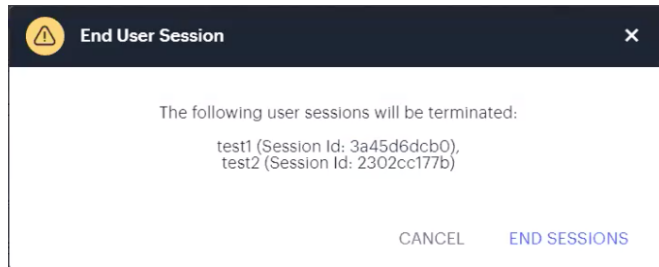 End User Session
The following user sessions will be terminated:
test1 (Session Id: 3a45d6dcb0),
test2 (Session Id: 2302cc177b)
CANCEL END SESSIONS